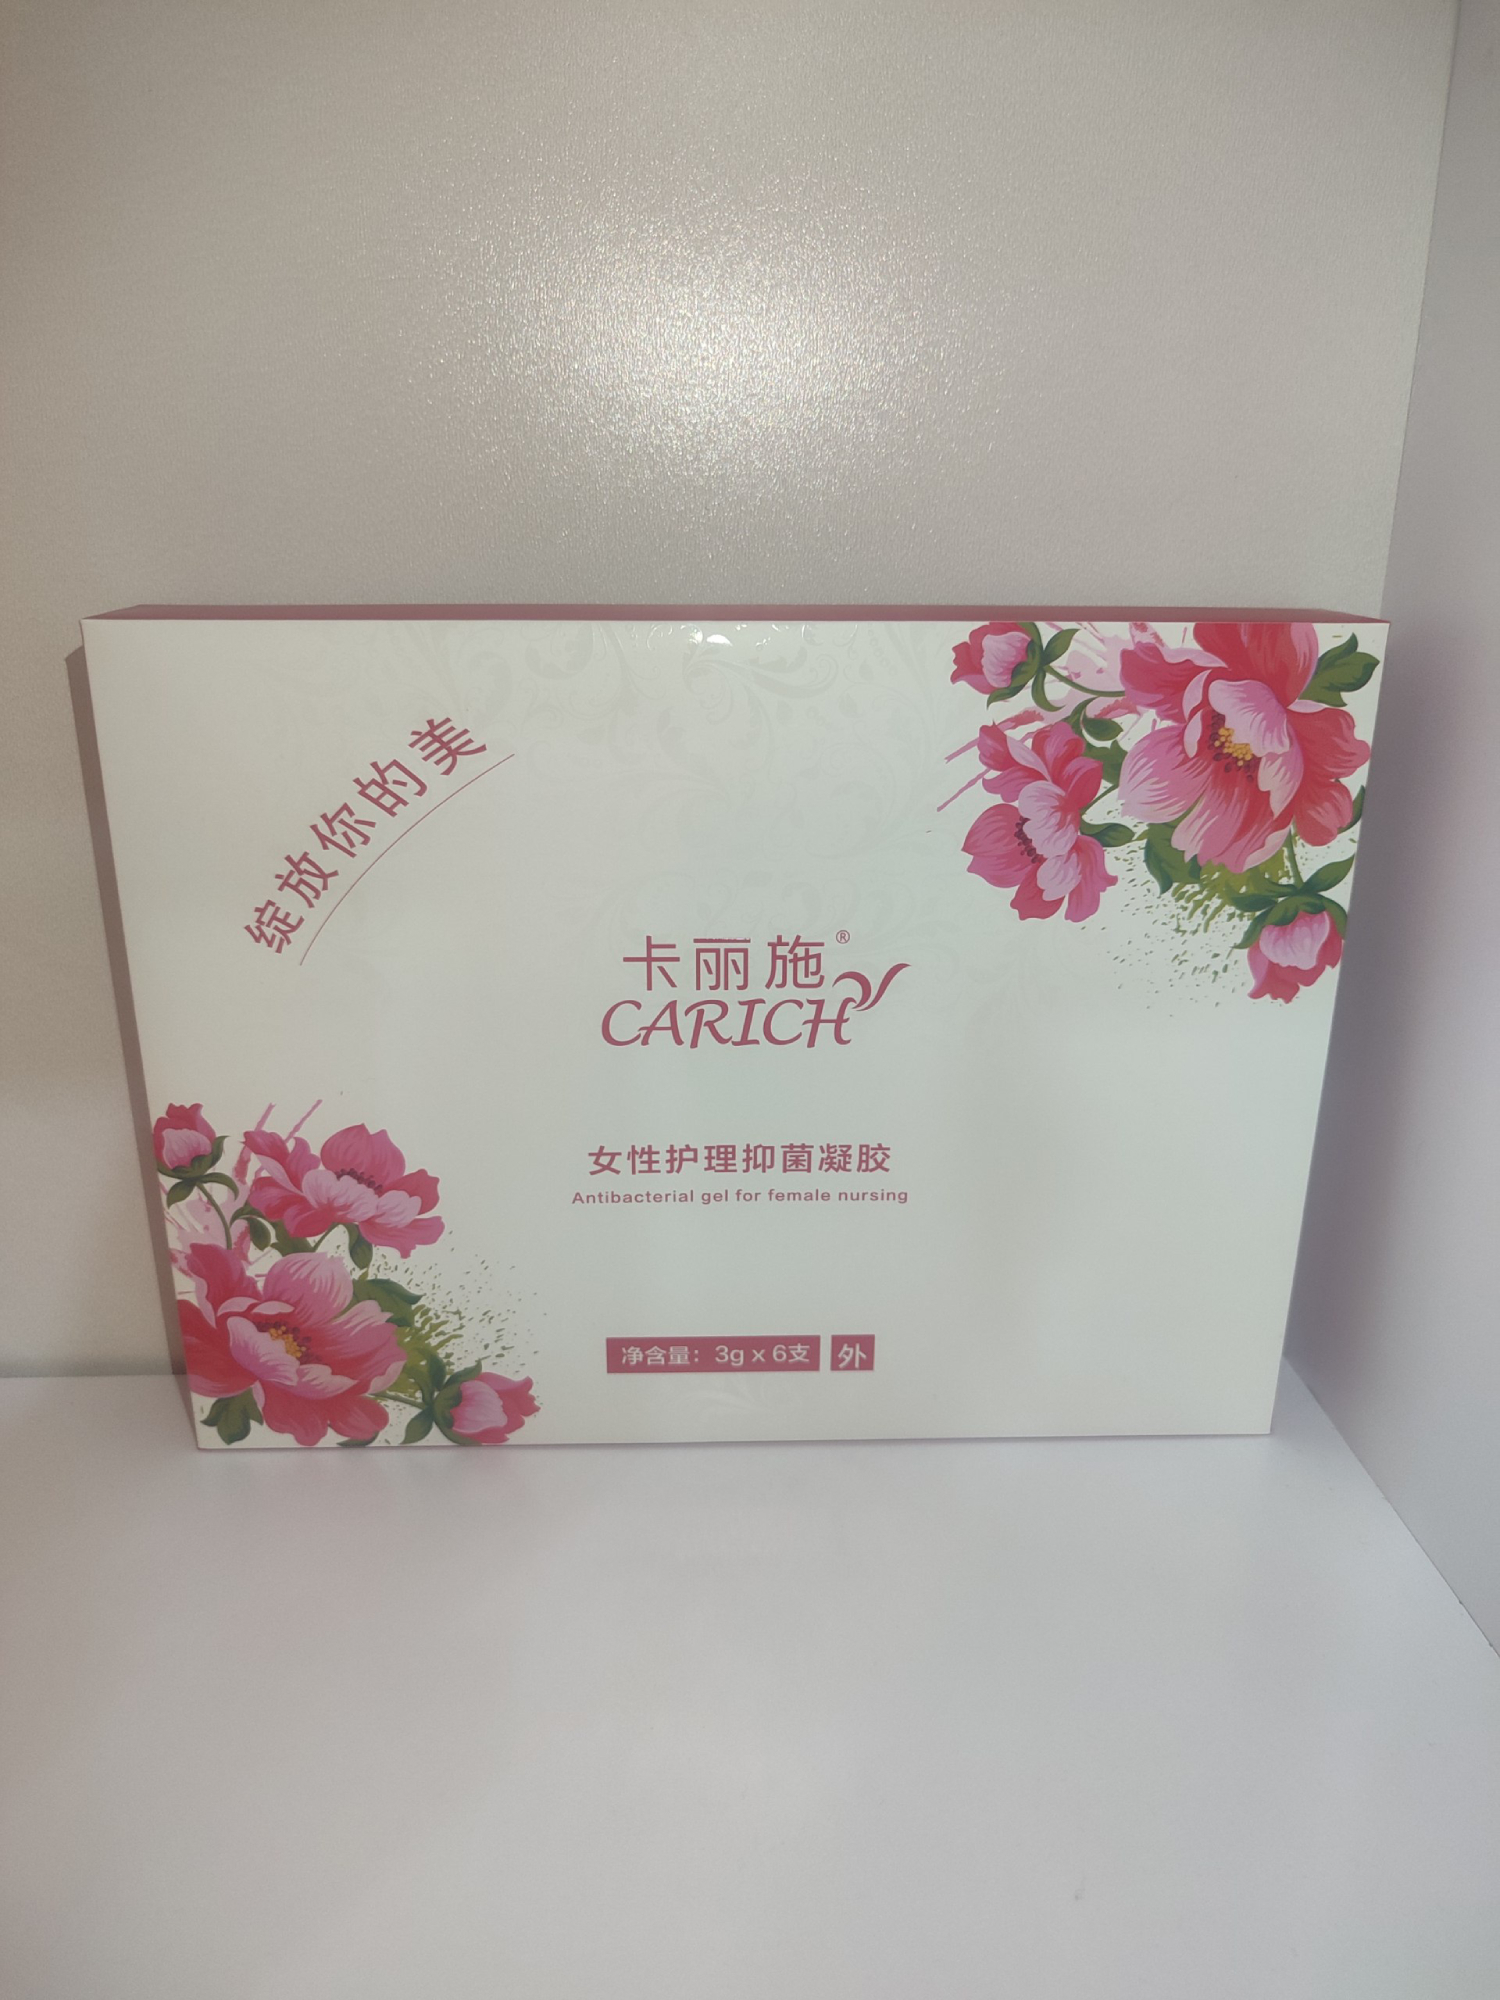 绽放你的美
卡丽施®
CARICH
女性护理抑菌凝胶
Antibacterial gel for female nursing
净含量：3g x 6支 外